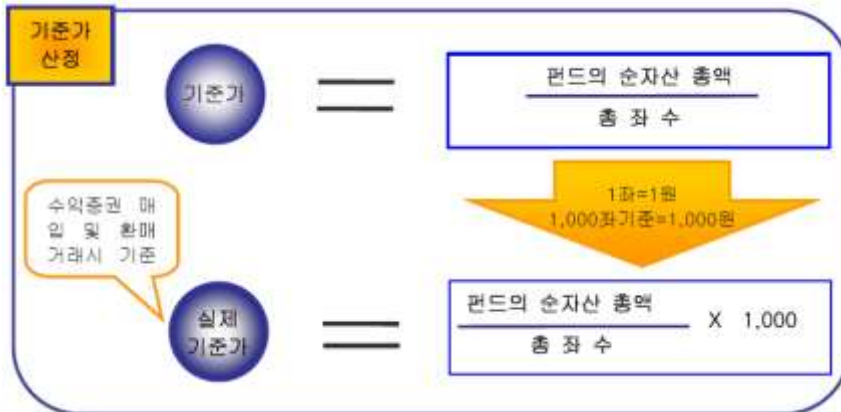 기준가
산정
기준가
펀드의 순자산 총액
총 좌 수
1좌=1원
1,000좌기준=1,000원
수익증권 매
입 및 환매
거래시 기준
실제
기준가
펀드의 순자산 총액
X 1,000
총 좌 수